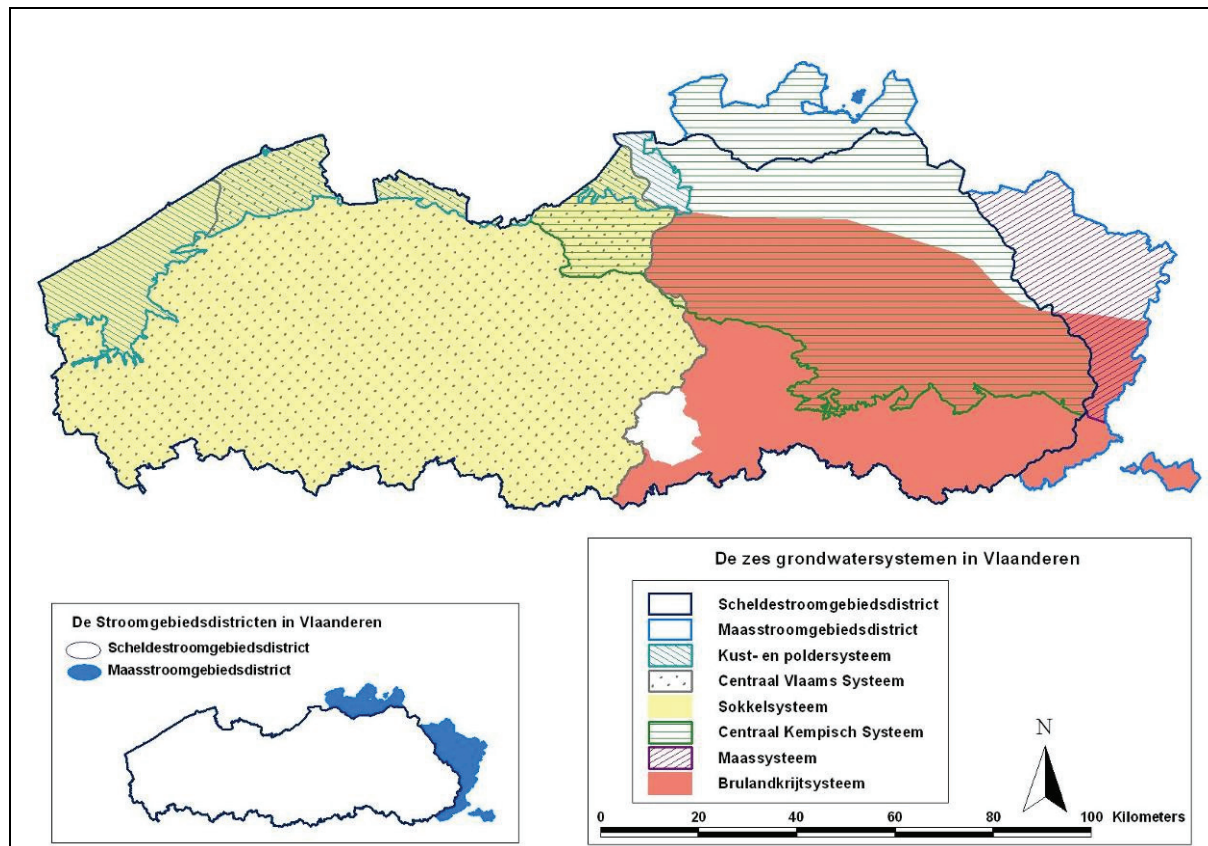 De zes grondwatersystemen in Vlaanderen
Scheldestroomgebiedsdistrict
Maasstroomgebiedsdistrict
Kust- en poldersysteem
Centraal Vlaams Systeem
Sokkelsysteem
Centraal Kempisch Systeem
Maassysteem
Brulandkrijtsysteem
N
0 20 40 60 80 100 Kilometers
De Stroomgebiedsdistricten in Vlaanderen
Scheldestroomgebiedsdistrict
Maasstroomgebiedsdistrict